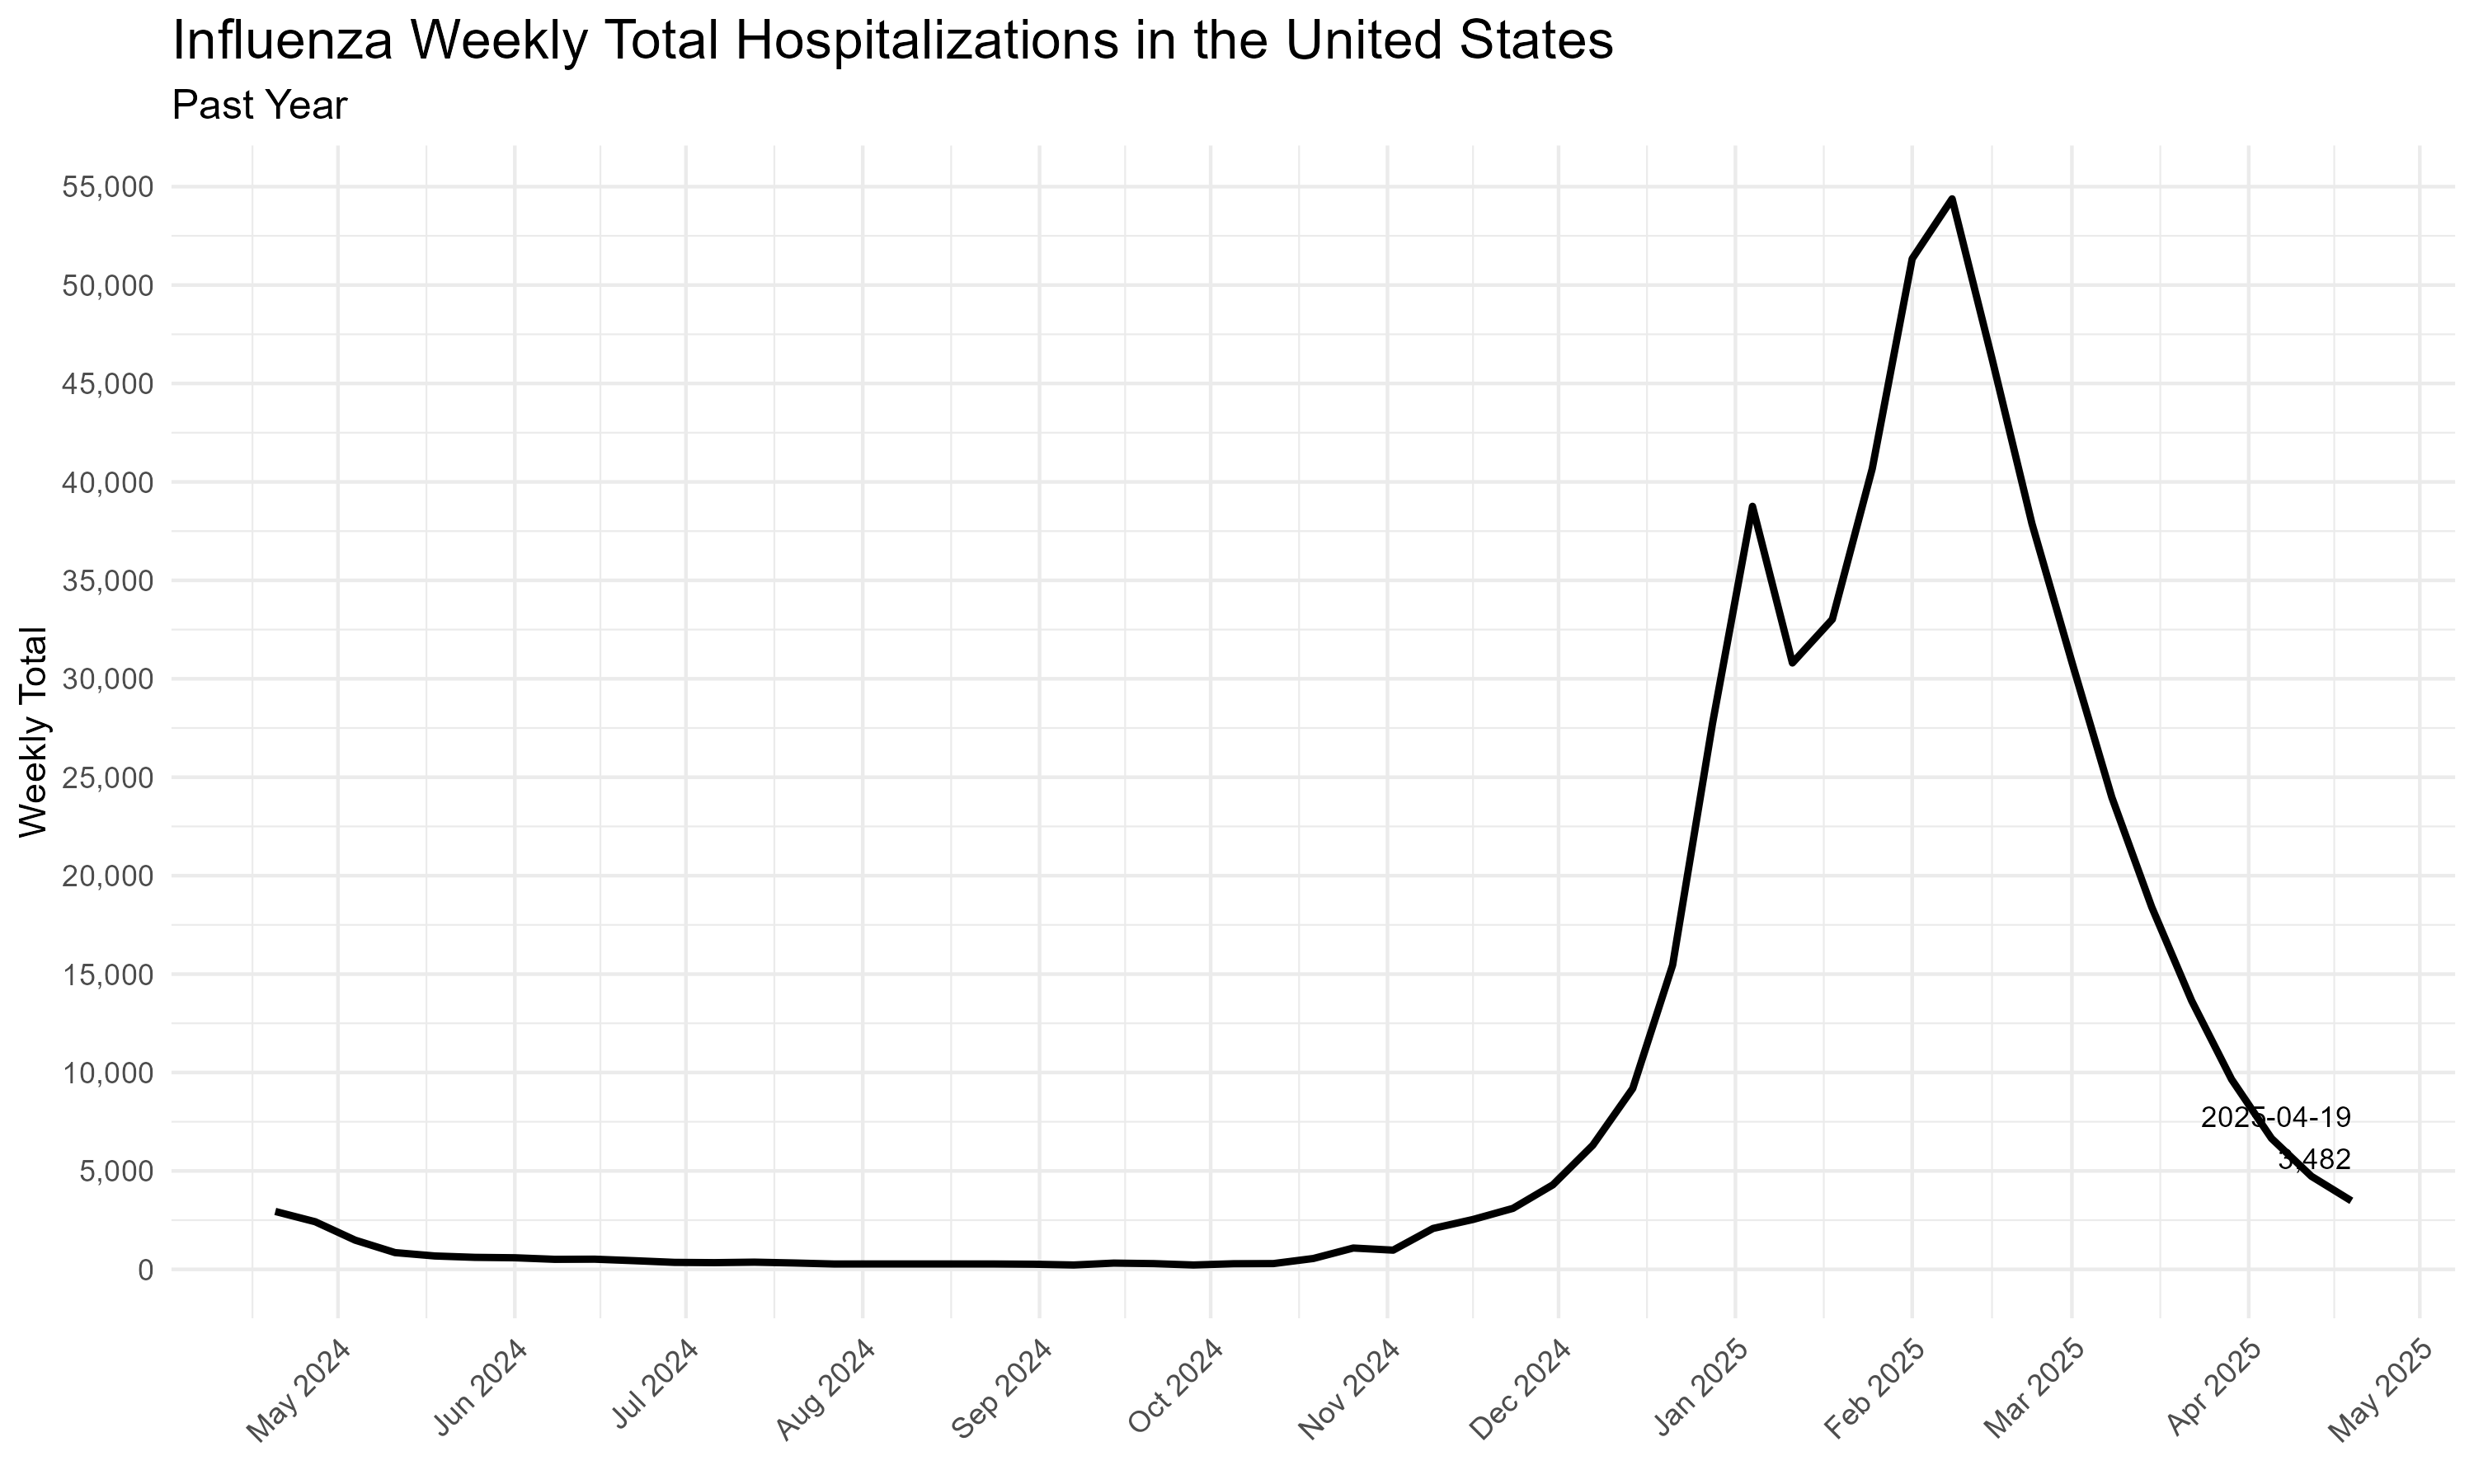 Influenza Weekly Total Hospitalizations in the United States
Past Year
Weekly Total
55,000
50,000
45,000
40,000
35,000
30,000
25,000
20,000
15,000
10,000
5,000
0
2025-04-19
3,482
May 2024
Jun 2024
Jul 2024
Aug 2024
Sep 2024
Oct 2024
Nov 2024
Dec 2024
Jan 2025
Feb 2025
Mar 2025
Apr 2025
May 2025